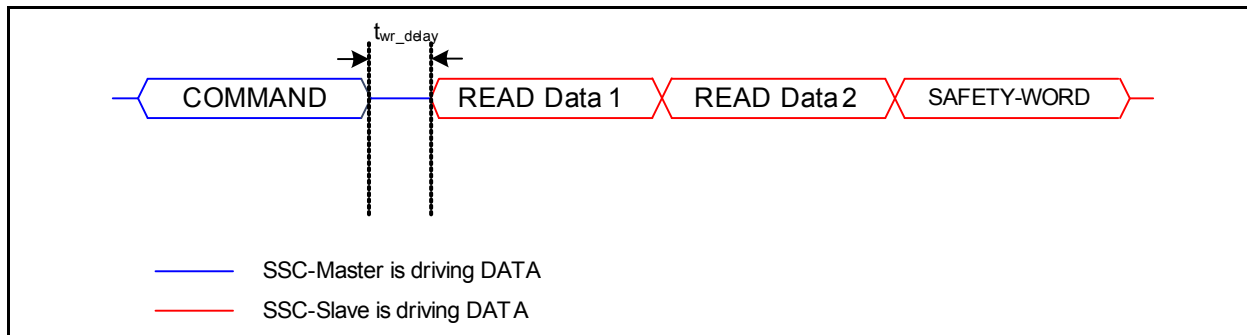 twr_delay
COMMAND
READ Data 1
READ Data 2
SAFETY-WORD
SSC-Master is driving DATA
SSC-Slave is driving DATA